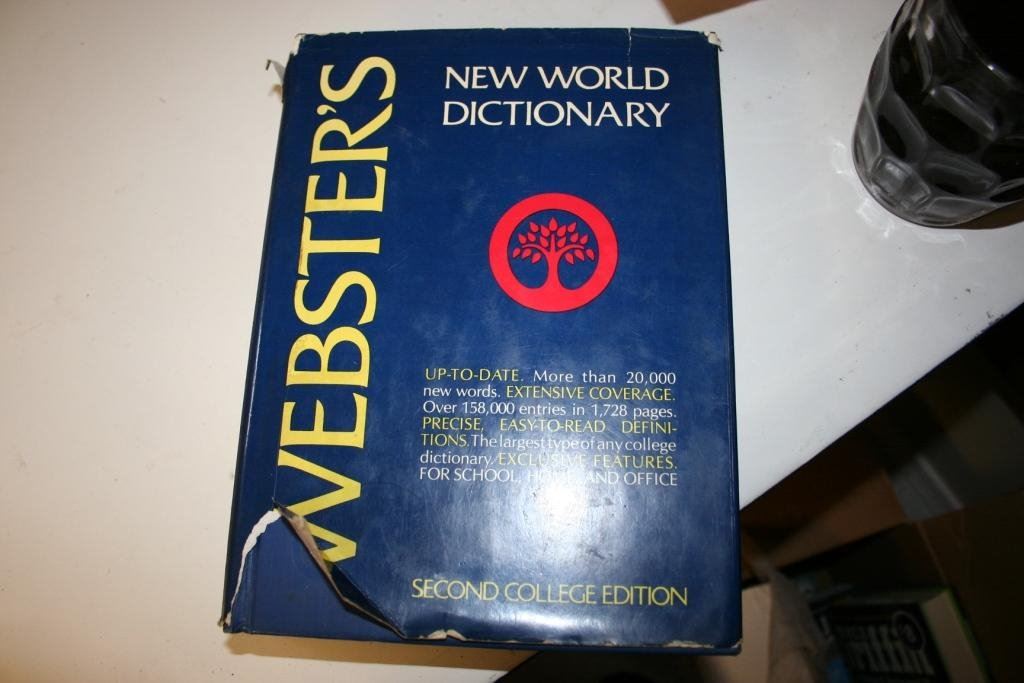 WEBSTER'S
NEW WORLD
DICTIONARY
UP-TO-DATE. More than 20,000
new words. EXTENSIVE COVERAGE.
Over 158,000 entries in 1,728 pages.
PRECISE, EASY-TO-READ DEFINI-
TIONS. The largest type of any college
dictionary. EXCLUSIVE FEATURES.
FOR SCHOOL, HOME AND OFFICE
SECOND COLLEGE EDITION